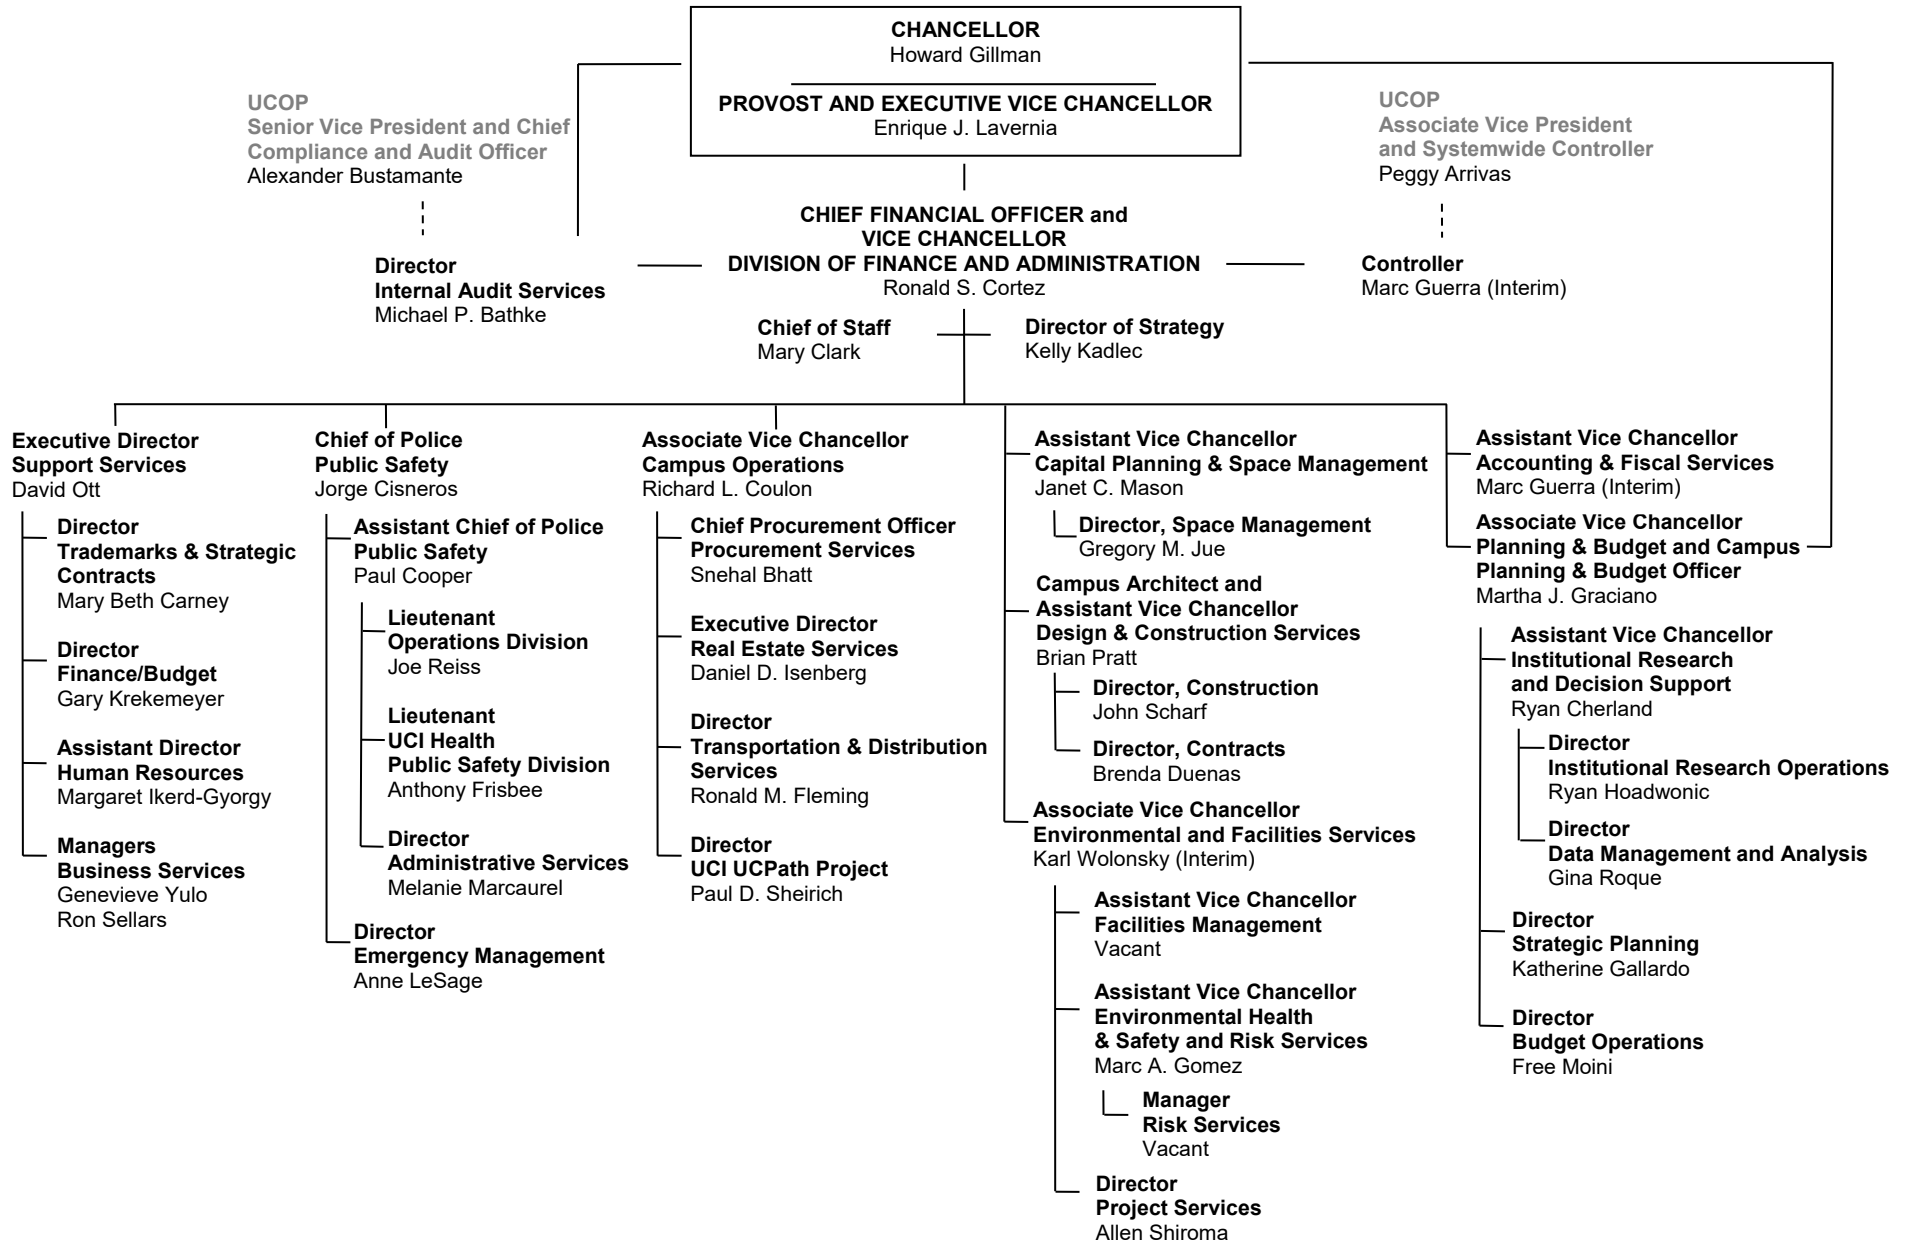 CHANCELLOR
Howard Gillman
PROVOST AND EXECUTIVE VICE CHANCELLOR
Enrique J. Lavernia
UCOP
Senior Vice President and Chief
Compliance and Audit Officer
Alexander Bustamante
UCOP
Associate Vice President
and Systemwide Controller
Peggy Arrivas
CHIEF FINANCIAL OFFICER and
VICE CHANCELLOR
DIVISION OF FINANCE AND ADMINISTRATION
Ronald S. Cortez
Director
Internal Audit Services
Michael P. Bathke
Controller
Marc Guerra (Interim)
Chief of Staff
Mary Clark
Director of Strategy
Kelly Kadlec
Executive Director
Support Services
David Ott
Director
Trademarks & Strategic
Contracts
Mary Beth Carney
Director
Finance/Budget
Gary Krekemeyer
Assistant Director
Human Resources
Margaret Ikerd-Gyorgy
Managers
Business Services
Genevieve Yulo
Ron Sellars
Chief of Police
Public Safety
Jorge Cisneros
Assistant Chief of Police
Public Safety
Paul Cooper
Lieutenant
Operations Division
Joe Reiss
Lieutenant
UCI Health
Public Safety Division
Anthony Frisbee
Director
Administrative Services
Melanie Marcaurel
Director
Emergency Management
Anne LeSage
Associate Vice Chancellor
Campus Operations
Richard L. Coulon
Chief Procurement Officer
Procurement Services
Snehal Bhatt
Executive Director
Real Estate Services
Daniel D. Isenberg
Director
Transportation & Distribution
Services
Ronald M. Fleming
Director
UCI UCPath Project
Paul D. Sheirich
Assistant Vice Chancellor
Capital Planning & Space Management
Janet C. Mason
Director, Space Management
Gregory M. Jue
Campus Architect and
Assistant Vice Chancellor
Design & Construction Services
Brian Pratt
Director, Construction
John Scharf
Director, Contracts
Brenda Duenas
Associate Vice Chancellor
Environmental and Facilities Services
Karl Wolonsky (Interim)
Assistant Vice Chancellor
Facilities Management
Vacant
Assistant Vice Chancellor
Environmental Health
& Safety and Risk Services
Marc A. Gomez
Manager
Risk Services
Vacant
Director
Project Services
Allen Shiroma
Assistant Vice Chancellor
Accounting & Fiscal Services
Marc Guerra (Interim)
Associate Vice Chancellor
Planning & Budget and Campus
Planning & Budget Officer
Martha J. Graciano
Assistant Vice Chancellor
Institutional Research
and Decision Support
Ryan Cherland
Director
Institutional Research Operations
Ryan Hoadwonic
Director
Data Management and Analysis
Gina Roque
Director
Strategic Planning
Katherine Gallardo
Director
Budget Operations
Free Moini